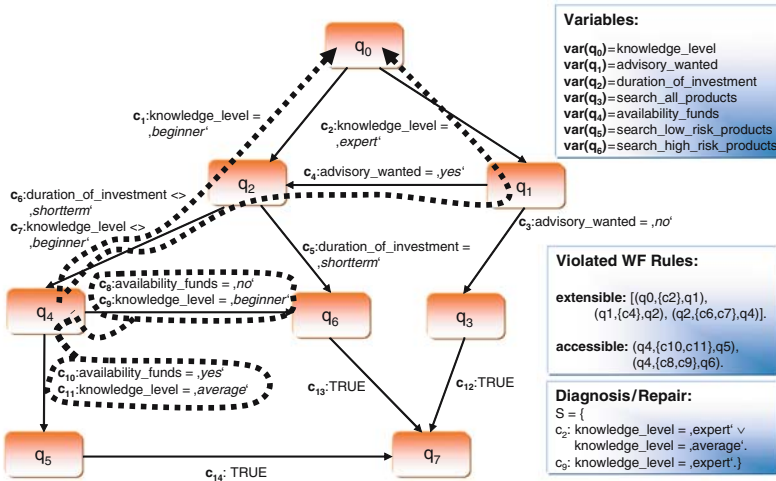 q0
Variables:
var(q0)=knowledge_level
var(q1)=advisory_wanted
var(q2)=duration_of_investment
var(q3)=search_all_products
var(q4)=availability_funds
var(q5)=search_low_risk_products
var(q6)=search_high_risk_products
c1:knowledge_level =
‚beginner‘
c2:knowledge_level =
‚expert‘
c4:advisory_wanted = ‚yes‘
q2
q1
c6:duration_of_investment <>
‚shortterm‘
c7:knowledge_level <>
‚beginner‘
c3:advisory_wanted = ‚no‘
c5:duration_of_investment =
‚shortterm‘
c8:availability_funds = ‚no‘
c9:knowledge_level = ‚beginner‘
q4
q6
q3
Violated WF Rules:
extensible: [(q0,{c2},q1),
(q1,{c4},q2), (q2,{c6,c7},q4)].
accessible: (q4,{c10,c11},q5),
(q4,{c8,c9},q6).
c10:availability_funds = ‚yes‘
c11:knowledge_level = ‚average‘
c13:TRUE
c12:TRUE
Diagnosis/Repair:
S = {
c2: knowledge_level = ‚expert‘ ∨
knowledge_level = ‚average‘.
c9: knowledge_level = ‚expert‘.}
q5
q7
c14: TRUE